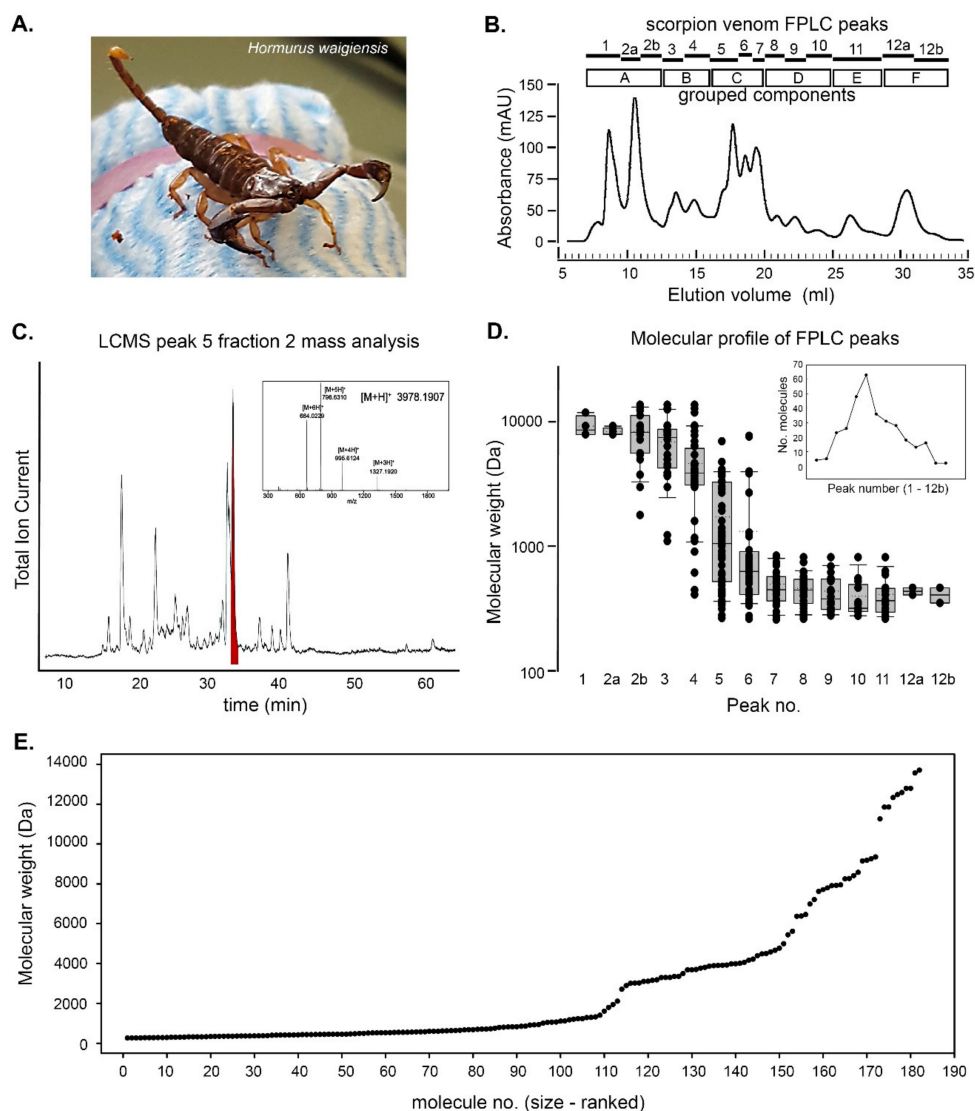 A.
Hormurus waigiensis
B.
scorpion venom FPLC peaks
1 2a 2b 3 4 5 6 7 8 9 10 11 12a 12b
A B C D E F
grouped components
Absorbance (mAU)
150
100
75
50
0
5 10 15 20 25 30 35
Elution volume (ml)
C.
LCMS peak 5 fraction 2 mass analysis
Total Ion Current
[M+5H]⁺
796.6310
[M+H]⁺ 3978.1907
[M+6H]⁺
664.0229
[M+4H]⁺
995.6124
[M+3H]⁺
1327.1920
300 600 900 1200 1500 1800
m/z
10 20 30 40 50 60
time (min)
D.
Molecular profile of FPLC peaks
Molecular weight (Da)
10000
1000
100
No. molecules
70
60
50
40
30
20
10
0
Peak number (1 - 12b)
1 2a 2b 3 4 5 6 7 8 9 10 11 12a 12b
Peak no.
E.
Molecular weight (Da)
14000
12000
10000
8000
6000
4000
2000
0
0 10 20 30 40 50 60 70 80 90 100 110 120 130 140 150 160 170 180 190
molecule no. (size - ranked)